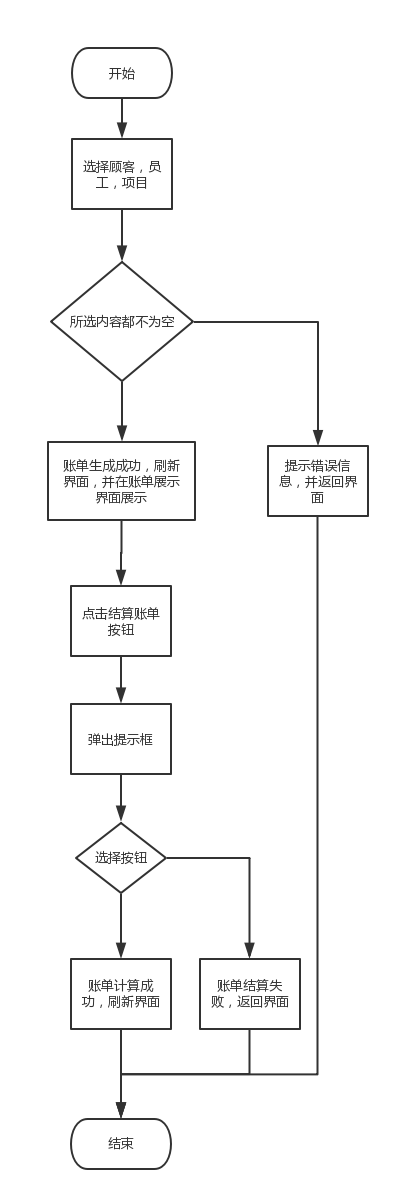 开始
选择顾客，员
工，项目
所选内容都不为空
账单生成成功，刷新
界面，并在账单展示
界面展示
提示错误信
息，并返回界
面
点击结算账单
按钮
弹出提示框
选择按钮
账单计算成
功，刷新界面
账单结算失
败，返回界面
结束